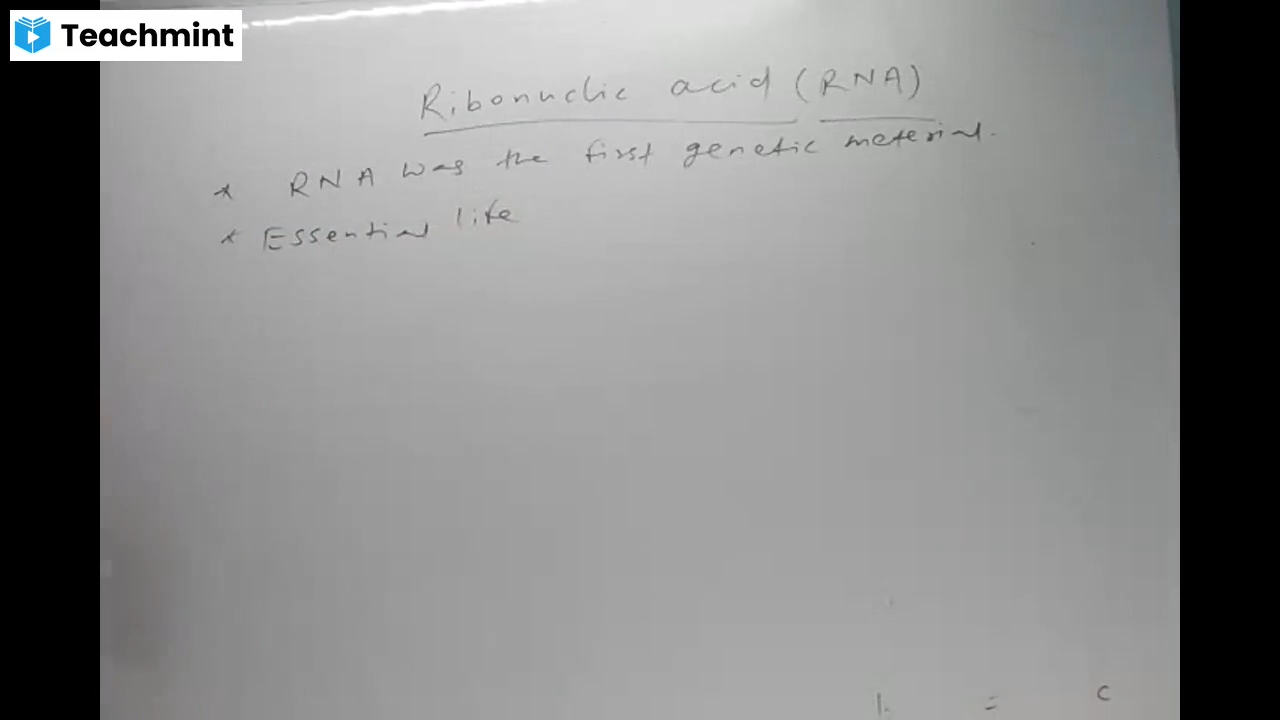 Teachmint
Ribonuclic acid (RNA)
* RNA was the first genetic meterial.
* Essential life